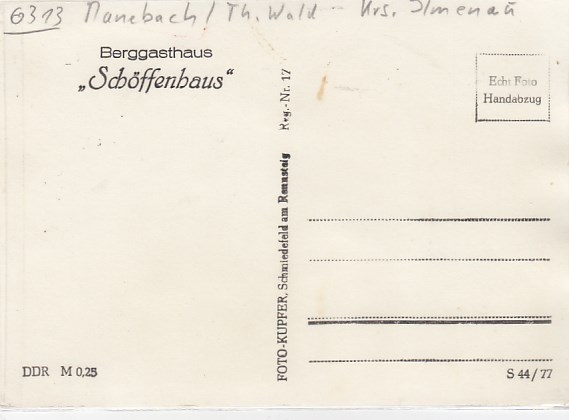 6313 Manebach / Th. Wald - Krs. Ilmenau
Berggasthaus
„Schöffenhaus“
Echt Foto
Handabzug
FOTO-KUPFER, Schmiedefeld am Rennsteig Reg.-Nr. 17
DDR M 0,25
S 44/77